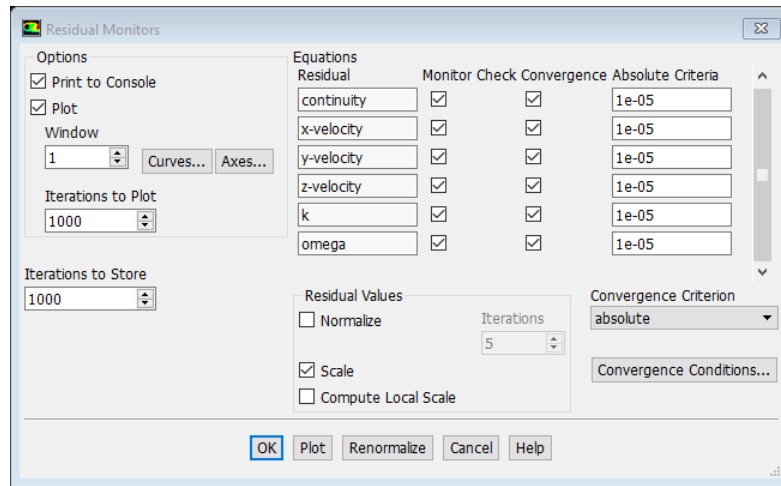 Residual Monitors
Options
Print to Console
Plot
Window
1
Curves...
Axes...
Iterations to Plot
1000
Iterations to Store
1000
Equations
Residual Monitor Check Convergence Absolute Criteria
continuity 1e-05
x-velocity 1e-05
y-velocity 1e-05
z-velocity 1e-05
k 1e-05
omega 1e-05
Residual Values
Normalize
Iterations
5
Scale
Compute Local Scale
Convergence Criterion
absolute
Convergence Conditions...
OK Plot Renormalize Cancel Help